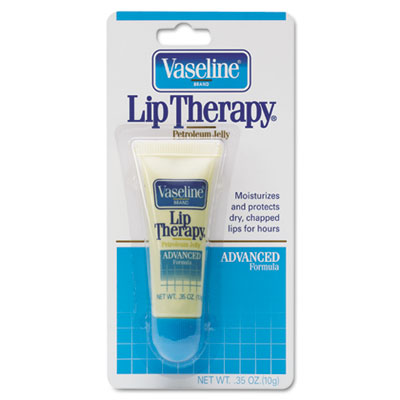 Vaseline®
BRAND
Lip Therapy®
Petroleum Jelly
Vaseline
BRAND
Lip
Therapy
Petroleum Jelly
ADVANCED
Formula
NET WT. .35 OZ. (10g)
Moisturizes
and protects
dry, chapped
lips for hours
ADVANCED
Formula
NET WT. .35 OZ.(10g)